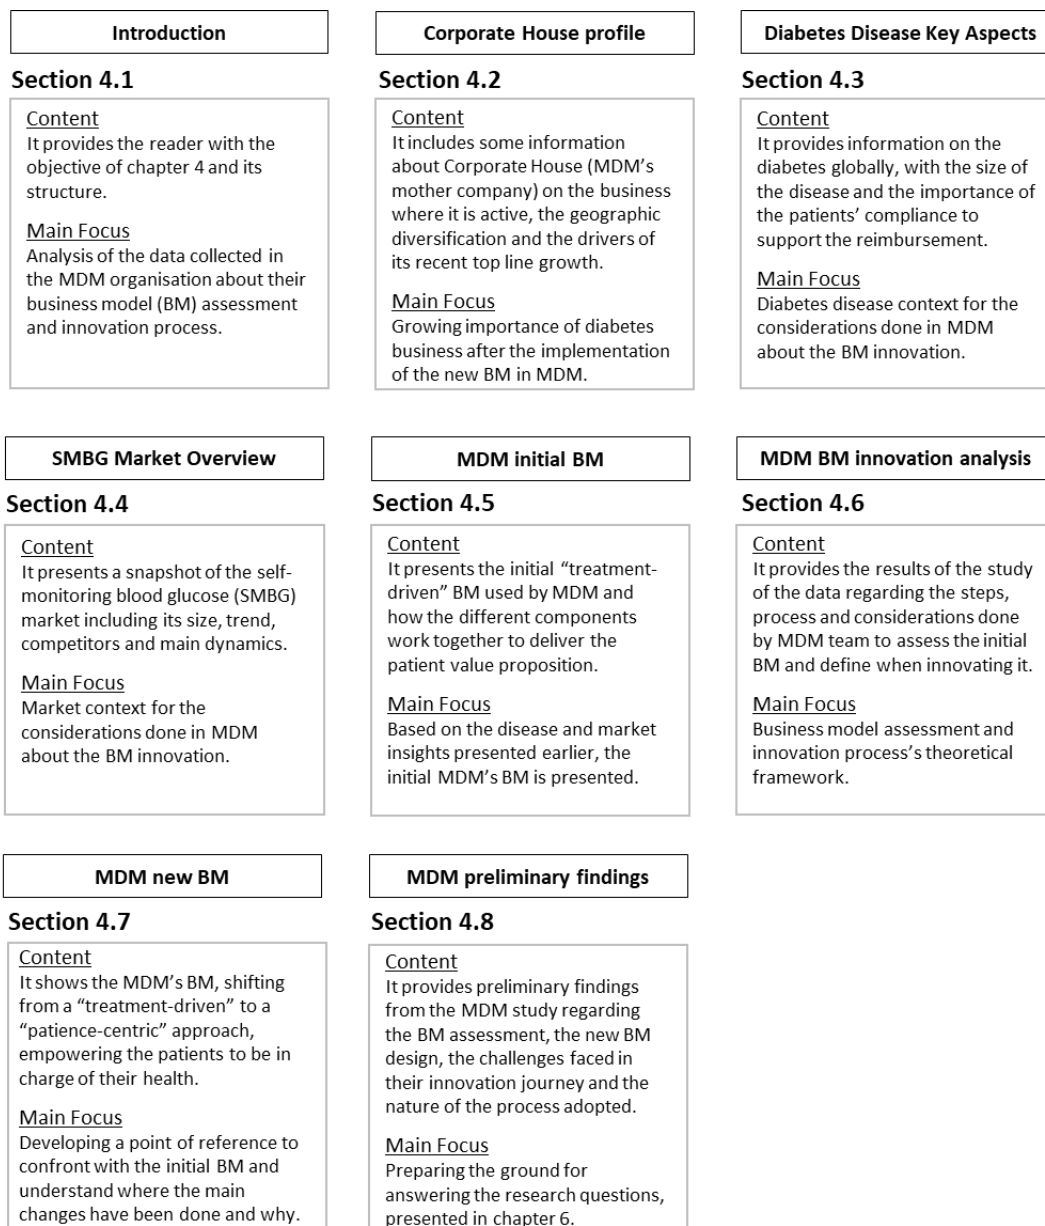 Introduction
Section 4.1
Content
It provides the reader with the
objective of chapter 4 and its
structure.
Main Focus
Analysis of the data collected in
the MDM organisation about their
business model (BM) assessment
and innovation process.
Corporate House profile
Section 4.2
Content
It includes some information
about Corporate House (MDM’s
mother company) on the business
where it is active, the geographic
diversification and the drivers of
its recent top line growth.
Main Focus
Growing importance of diabetes
business after the implementation
of the new BM in MDM.
Diabetes Disease Key Aspects
Section 4.3
Content
It provides information on the
diabetes globally, with the size of
the disease and the importance of
the patients’ compliance to
support the reimbursement.
Main Focus
Diabetes disease context for the
considerations done in MDM
about the BM innovation.
SMBG Market Overview
Section 4.4
Content
It presents a snapshot of the self-
monitoring blood glucose (SMBG)
market including its size, trend,
competitors and main dynamics.
Main Focus
Market context for the
considerations done in MDM
about the BM innovation.
MDM initial BM
Section 4.5
Content
It presents the initial “treatment-
driven” BM used by MDM and
how the different components
work together to deliver the
patient value proposition.
Main Focus
Based on the disease and market
insights presented earlier, the
initial MDM’s BM is presented.
MDM BM innovation analysis
Section 4.6
Content
It provides the results of the study
of the data regarding the steps,
process and considerations done
by MDM team to assess the initial
BM and define when innovating it.
Main Focus
Business model assessment and
innovation process’s theoretical
framework.
MDM new BM
Section 4.7
Content
It shows the MDM’s BM, shifting
from a “treatment-driven” to a
“patience-centric” approach,
empowering the patients to be in
charge of their health.
Main Focus
Developing a point of reference to
confront with the initial BM and
understand where the main
changes have been done and why.
MDM preliminary findings
Section 4.8
Content
It provides preliminary findings
from the MDM study regarding
the BM assessment, the new BM
design, the challenges faced in
their innovation journey and the
nature of the process adopted.
Main Focus
Preparing the ground for
answering the research questions,
presented in chapter 6.